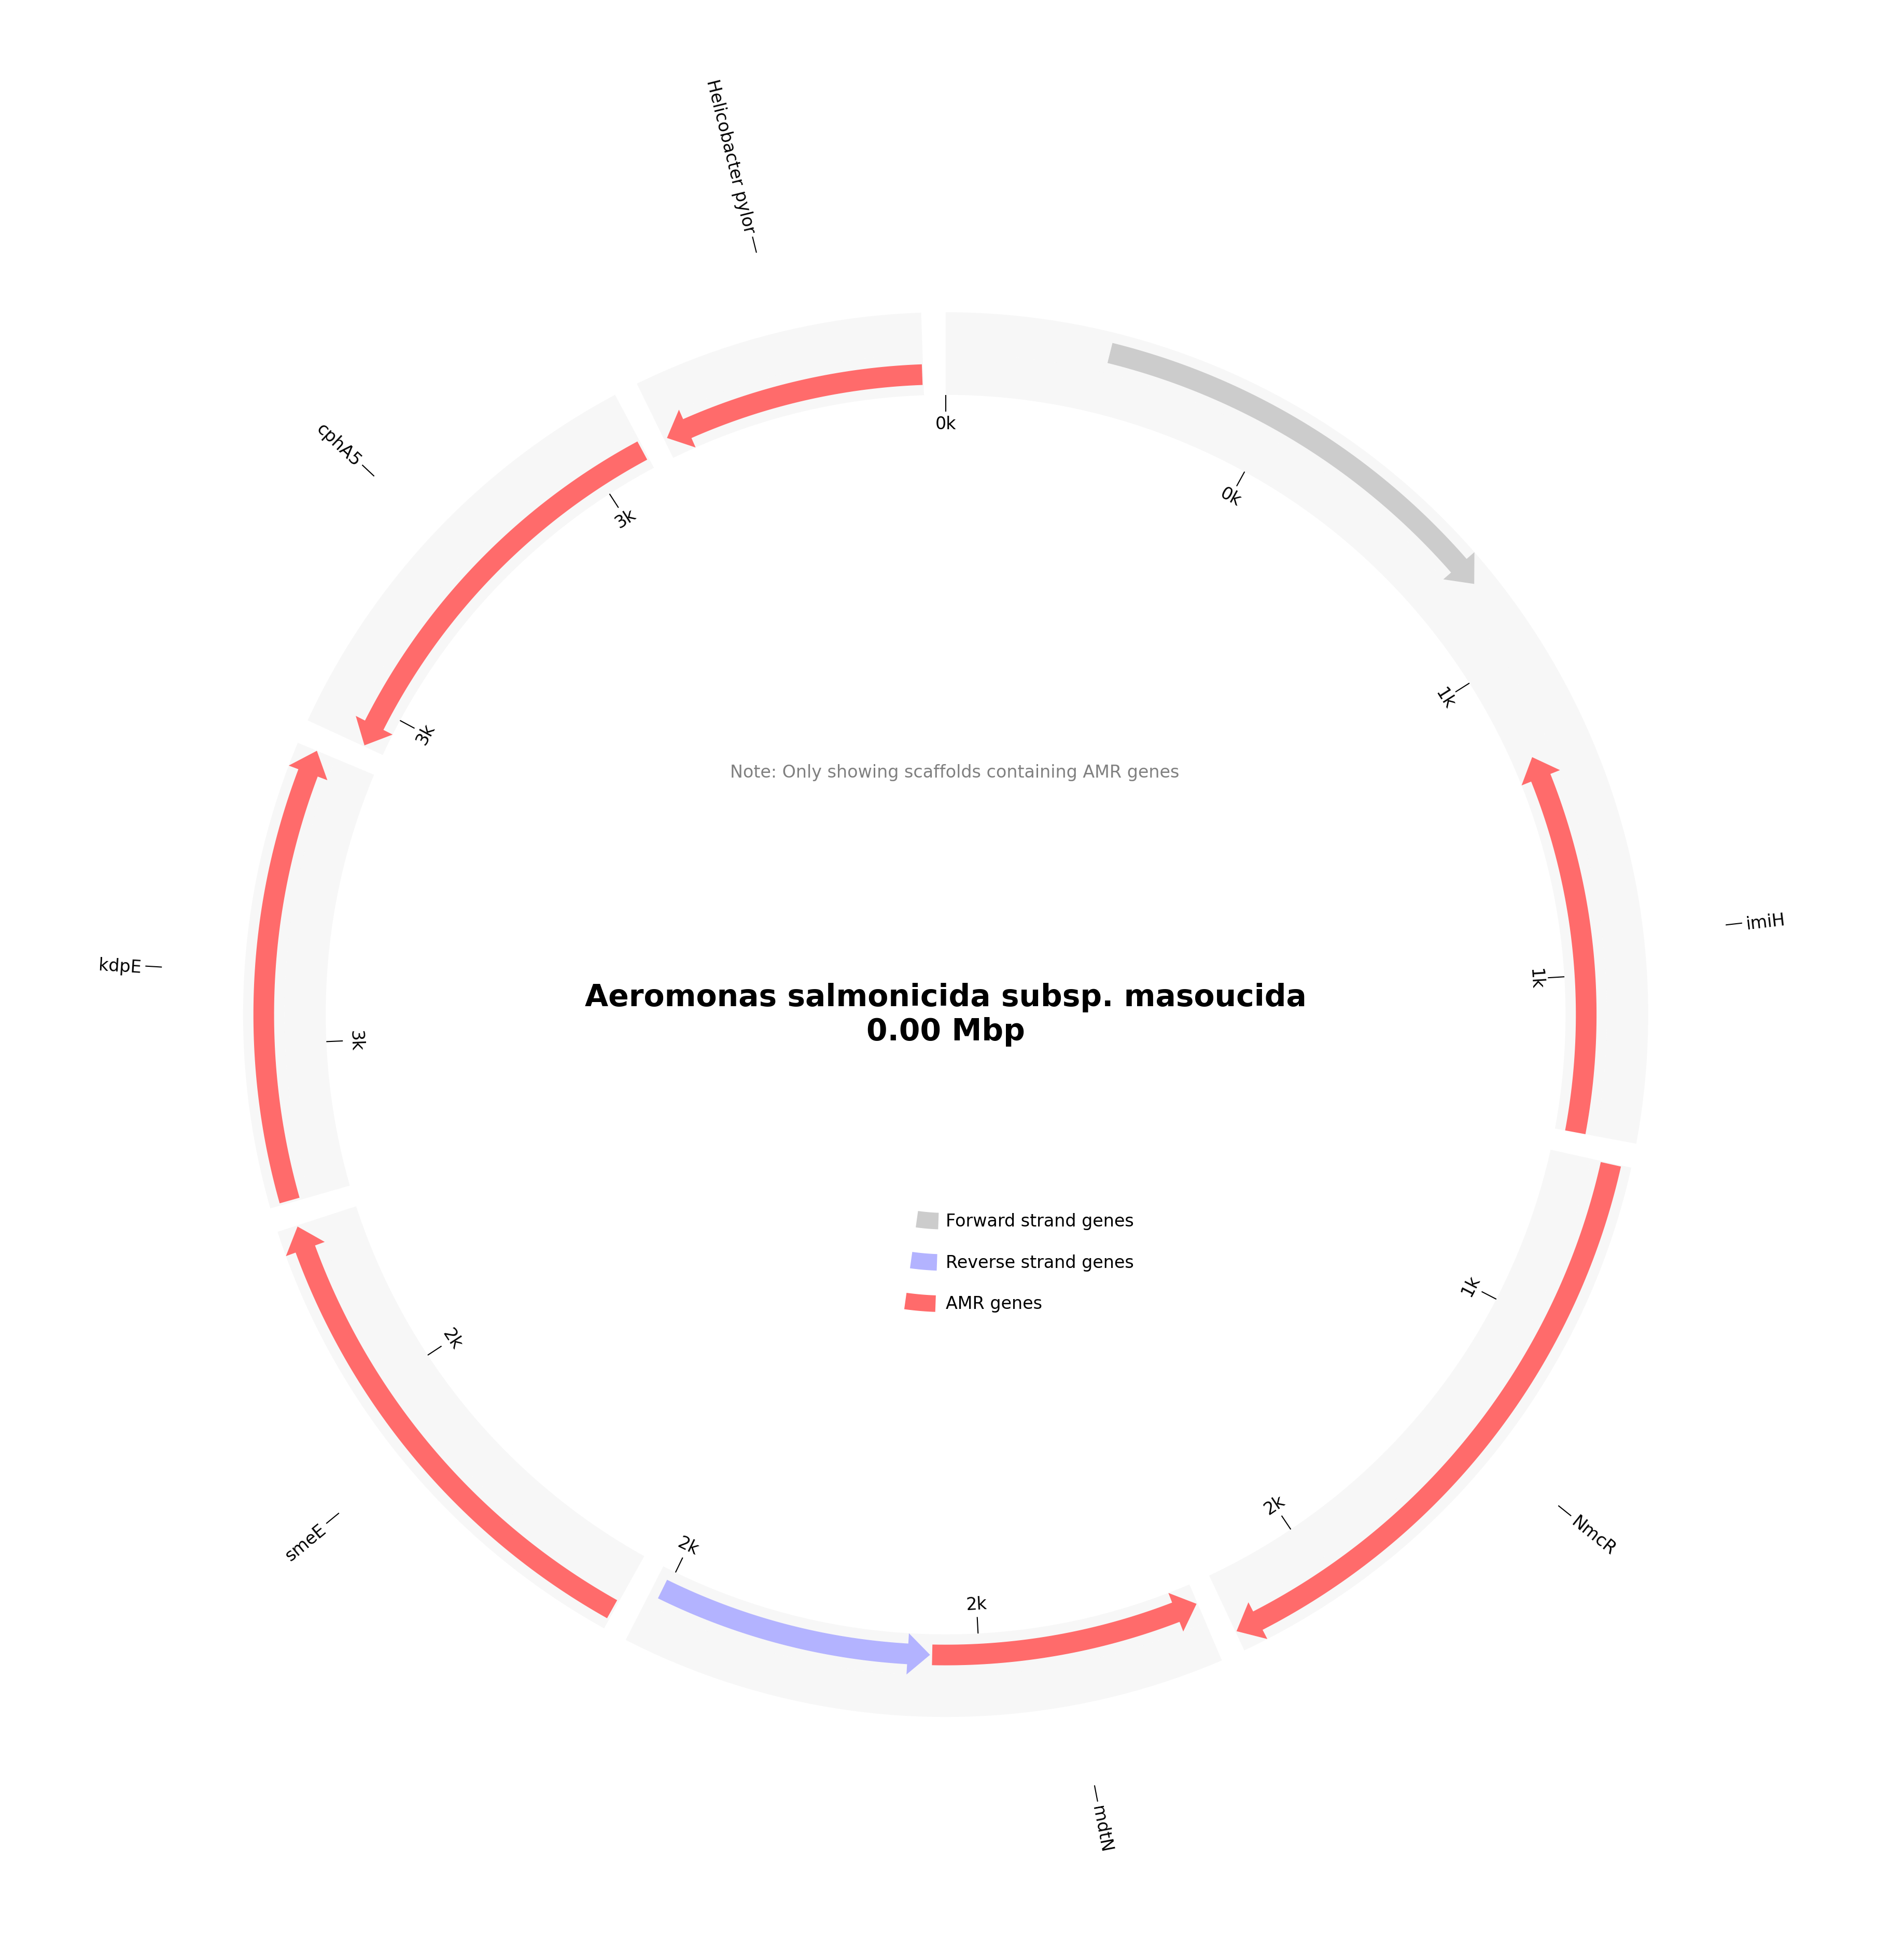 Helicobacter pylor
cphA5
0k
0k
3k
1k
3k
Note: Only showing scaffolds containing AMR genes
imiH
kdpE
1k
Aeromonas salmonicida subsp. masoucida
0.00 Mbp
3k
Forward strand genes
Reverse strand genes
AMR genes
1k
2k
2k
NmcR
smeE
2k
2k
mdtN